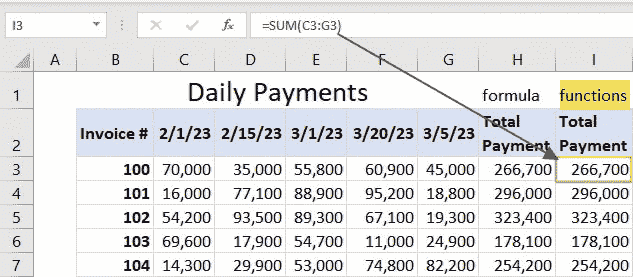 I3 fx =SUM(C3:G3)
A B C D E F G H I
1 Daily Payments formula functions
2 Invoice # 2/1/23 2/15/23 3/1/23 3/20/23 3/5/23 Total Payment Total Payment
3 100 70,000 35,000 55,800 60,900 45,000 266,700 266,700
4 101 16,000 77,100 88,900 95,200 18,800 296,000 296,000
5 102 54,200 93,500 89,300 67,100 19,300 323,400 323,400
6 103 69,600 17,900 54,700 11,000 24,900 178,100 178,100
7 104 14,300 29,900 53,000 74,800 82,200 254,200 254,200